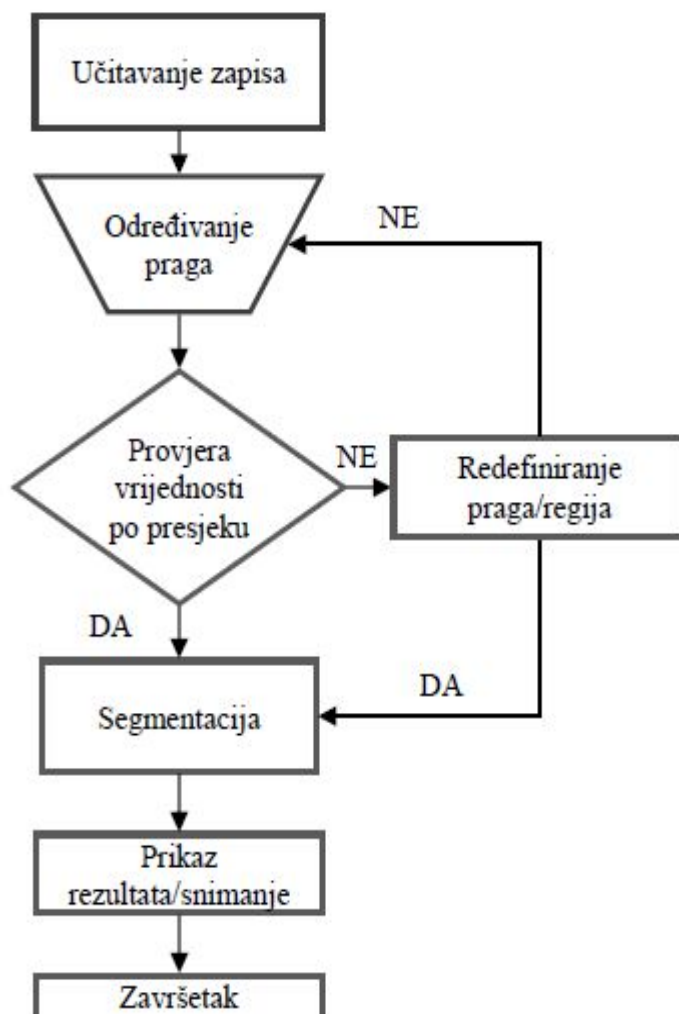 Učitavanje zapisa
Određivanje
praga
NE
Provjera
vrijednosti
po presjeku
NE
Redefiniranje
praga/regija
DA
DA
Segmentacija
Prikaz
rezultata/snimanje
Završetak